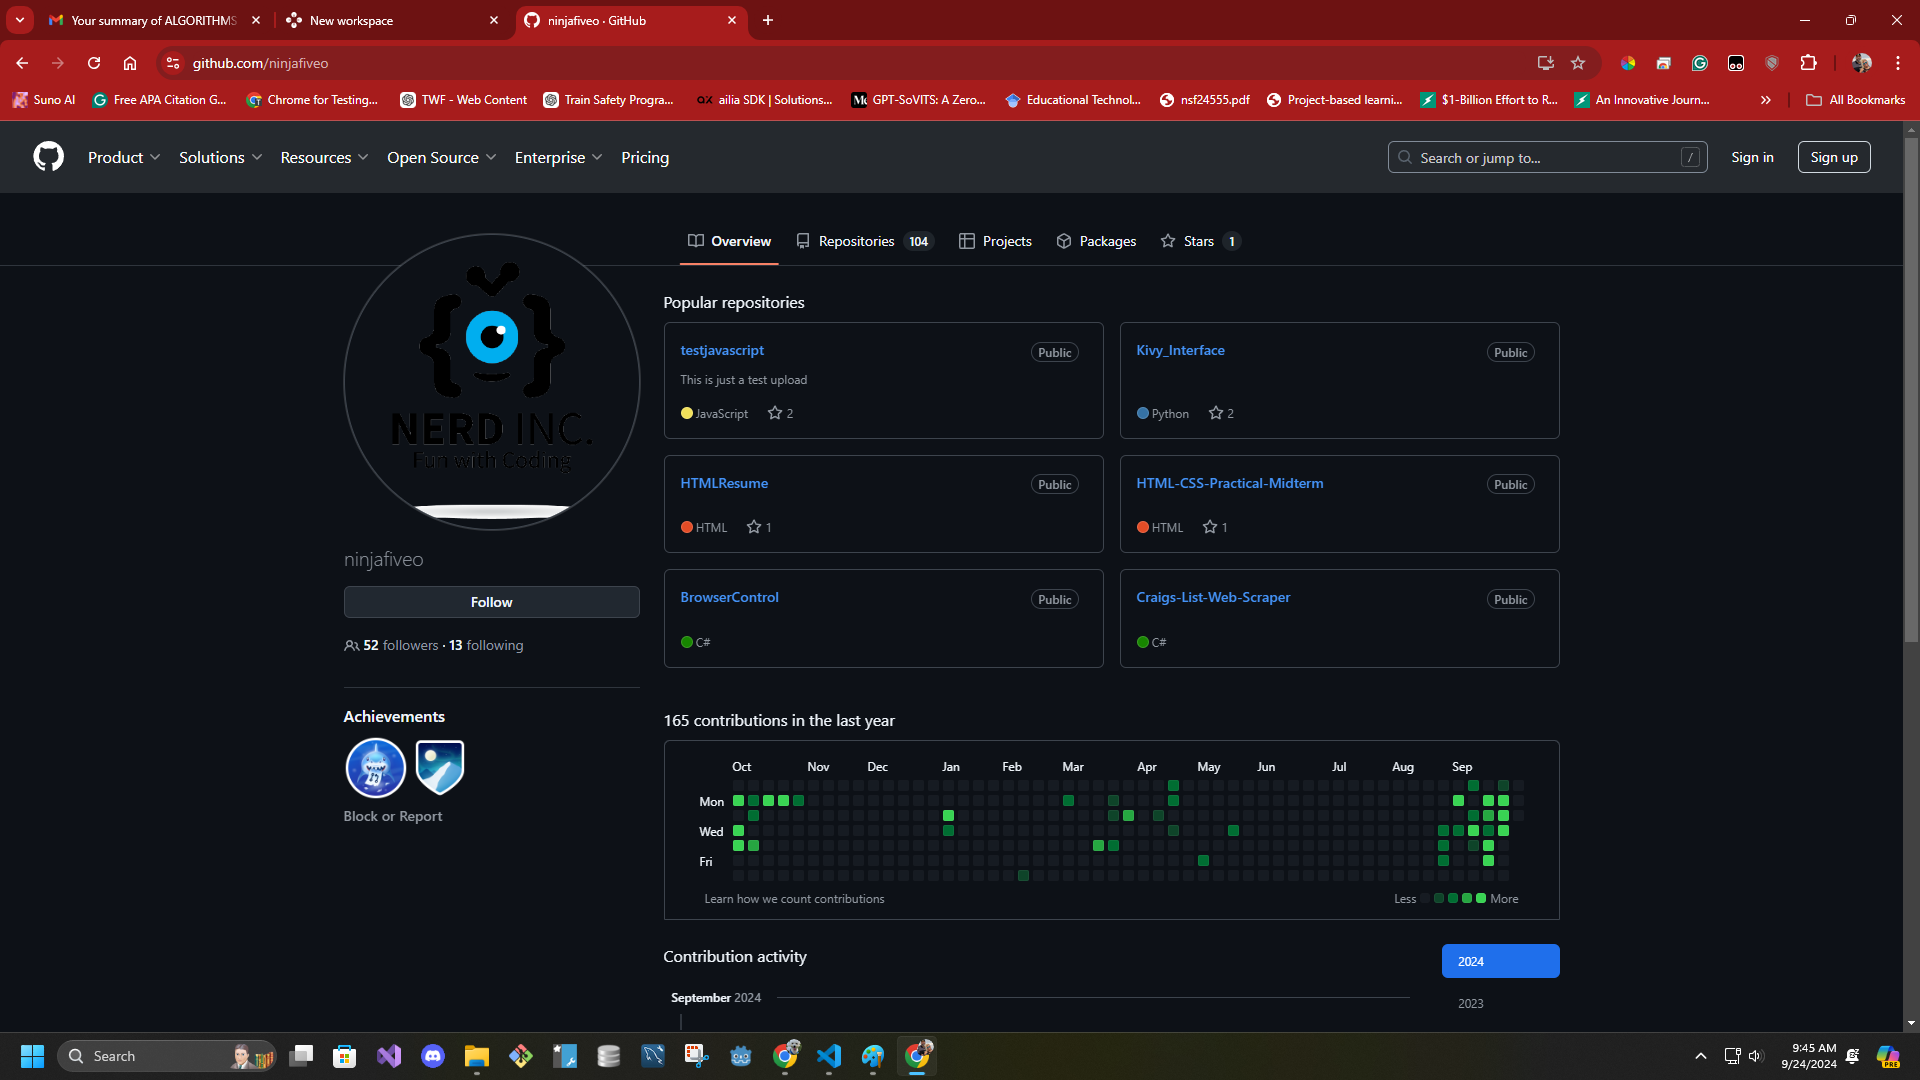 Your summary of ALGORITHMS
New workspace
ninjafiveo · GitHub
github.com/ninjafiveo
Suno AI
Free APA Citation G...
Chrome for Testing...
TWF - Web Content
Train Safety Progra...
ailia SDK | Solutions...
GPT-SoVITS: A Zero...
Educational Technol...
nsf24555.pdf
Project-based learni...
$1-Billion Effort to R...
An Innovative Journ...
All Bookmarks
Product
Solutions
Resources
Open Source
Enterprise
Pricing
Search or jump to...
/
Sign in
Sign up
Overview
Repositories 104
Projects
Packages
Stars 1
NERD INC.
Fun with Coding
ninjafiveo
Follow
52 followers · 13 following
Achievements
Block or Report
Popular repositories
testjavascript
Public
This is just a test upload
JavaScript 2
Kivy_Interface
Public
Python 2
HTMLResume
Public
HTML 1
HTML-CSS-Practical-Midterm
Public
HTML 1
BrowserControl
Public
C#
Craigs-List-Web-Scraper
Public
C#
165 contributions in the last year
Oct Nov Dec Jan Feb Mar Apr May Jun Jul Aug Sep
Mon
Wed
Fri
Learn how we count contributions
Less More
Contribution activity
2024
September 2024
2023
Search
9:45 AM
9/24/2024
PRE